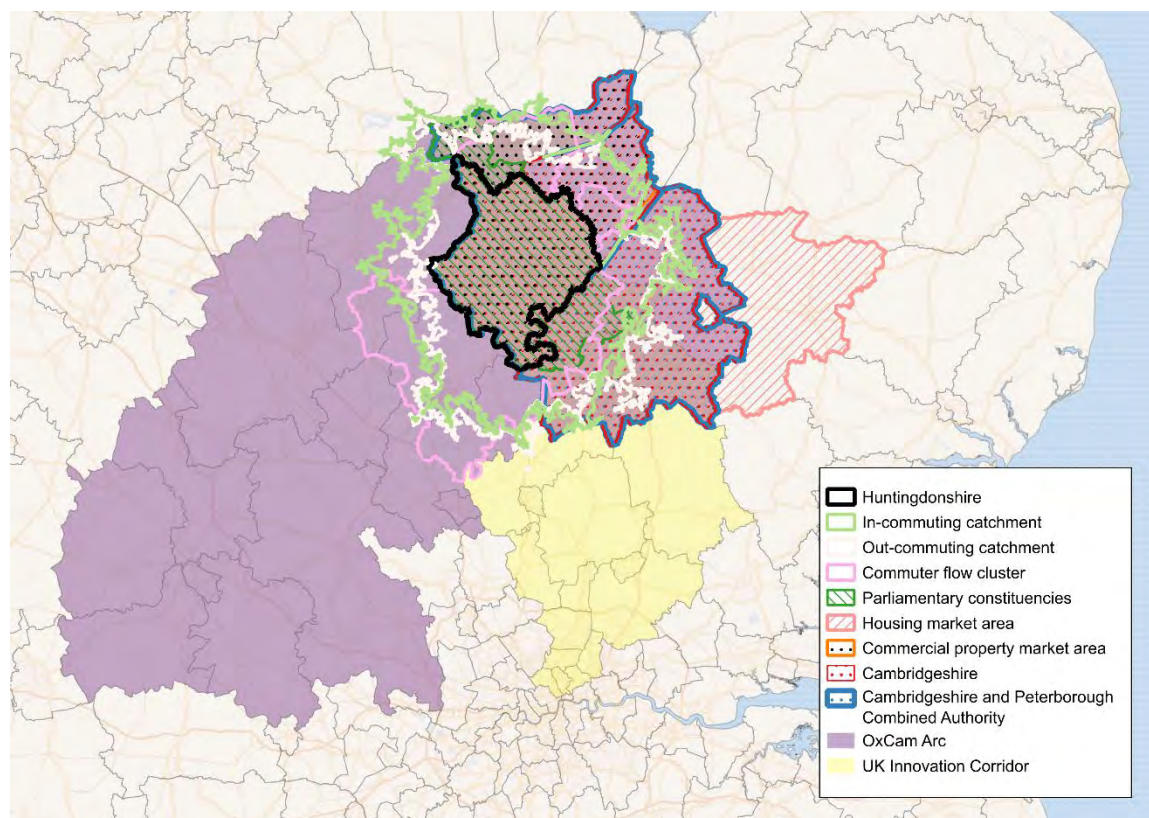 Huntingdonshire
In-commuting catchment
Out-commuting catchment
Commuter flow cluster
Parliamentary constituencies
Housing market area
Commercial property market area
Cambridgeshire
Cambridgeshire and Peterborough
Combined Authority
OxCam Arc
UK Innovation Corridor